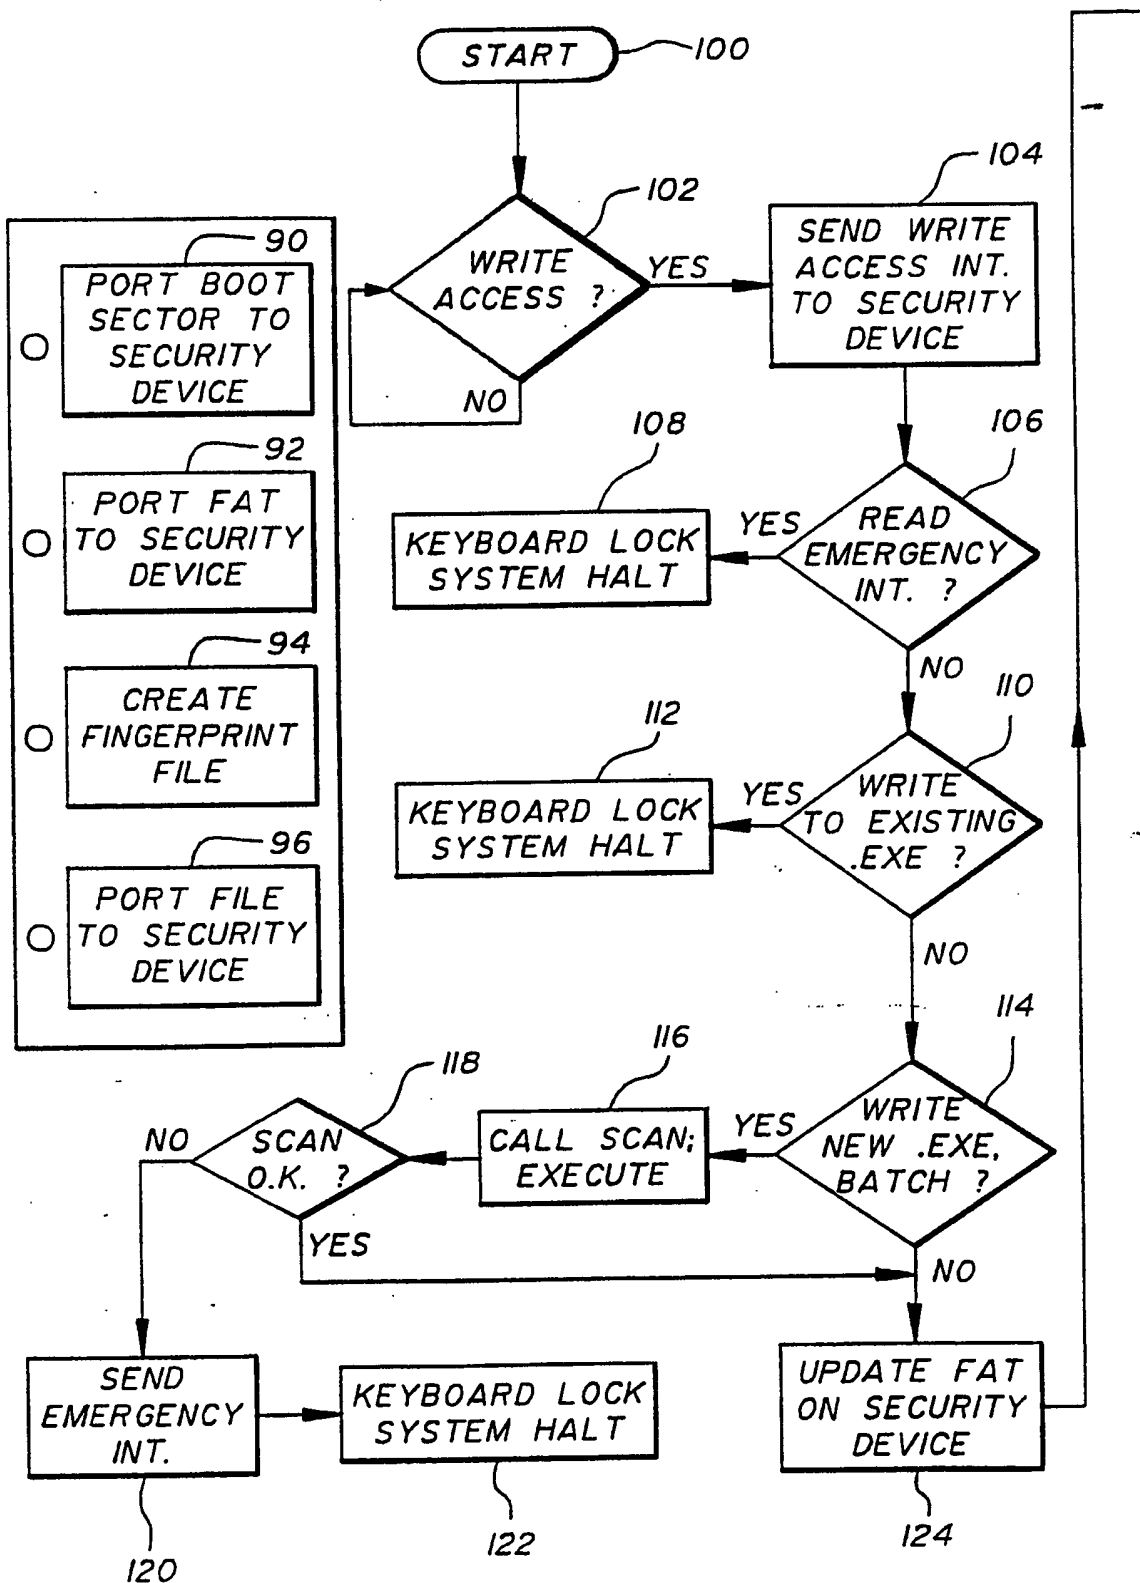 START
100
102
WRITE
ACCESS ?
YES
NO
104
SEND WRITE
ACCESS INT.
TO SECURITY
DEVICE
90
PORT BOOT
SECTOR TO
SECURITY
DEVICE
92
PORT FAT
TO SECURITY
DEVICE
94
CREATE
FINGERPRINT
FILE
96
PORT FILE
TO SECURITY
DEVICE
106
READ
EMERGENCY
INT. ?
YES
NO
108
KEYBOARD LOCK
SYSTEM HALT
110
WRITE
TO EXISTING
.EXE ?
YES
NO
112
KEYBOARD LOCK
SYSTEM HALT
114
WRITE
NEW .EXE,
BATCH ?
YES
NO
116
CALL SCAN;
EXECUTE
118
SCAN
O.K. ?
NO
YES
SEND
EMERGENCY
INT.
120
KEYBOARD LOCK
SYSTEM HALT
122
UPDATE FAT
ON SECURITY
DEVICE
124